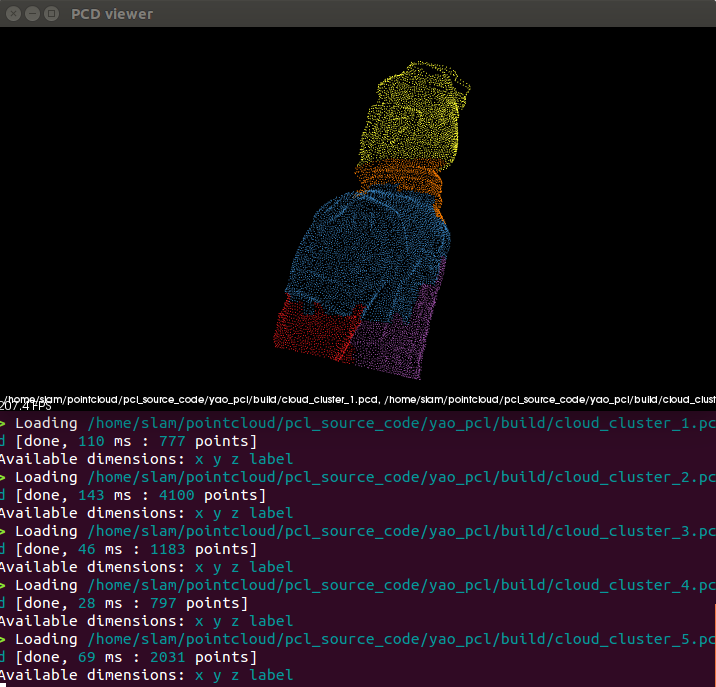 PCD viewer
/home/slam/pointcloud/pcl_source_code/yao_pcl/build/cloud_cluster_1.pcd, /home/slam/pointcloud/pcl_source_code/yao_pcl/build/cloud_clust
207.4 FPS
> Loading /home/slam/pointcloud/pcl_source_code/yao_pcl/build/cloud_cluster_1.pc
d [done, 110 ms : 777 points]
Available dimensions: x y z label
> Loading /home/slam/pointcloud/pcl_source_code/yao_pcl/build/cloud_cluster_2.pc
d [done, 143 ms : 4100 points]
Available dimensions: x y z label
> Loading /home/slam/pointcloud/pcl_source_code/yao_pcl/build/cloud_cluster_3.pc
d [done, 46 ms : 1183 points]
Available dimensions: x y z label
> Loading /home/slam/pointcloud/pcl_source_code/yao_pcl/build/cloud_cluster_4.pc
d [done, 28 ms : 797 points]
Available dimensions: x y z label
> Loading /home/slam/pointcloud/pcl_source_code/yao_pcl/build/cloud_cluster_5.pc
d [done, 69 ms : 2031 points]
Available dimensions: x y z label